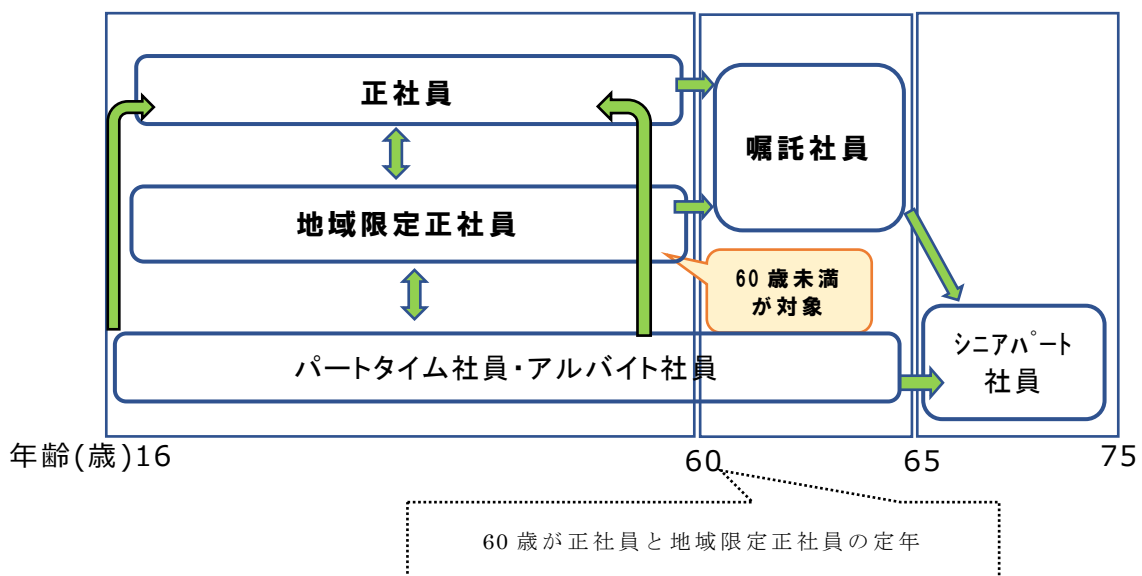 正社員
嘱託社員
地域限定正社員
60歳未満
が対象
パートタイム社員・アルバイト社員
シニアパート
社員
年齢(歳)16
60
65
75
60歳が正社員と地域限定正社員の定年